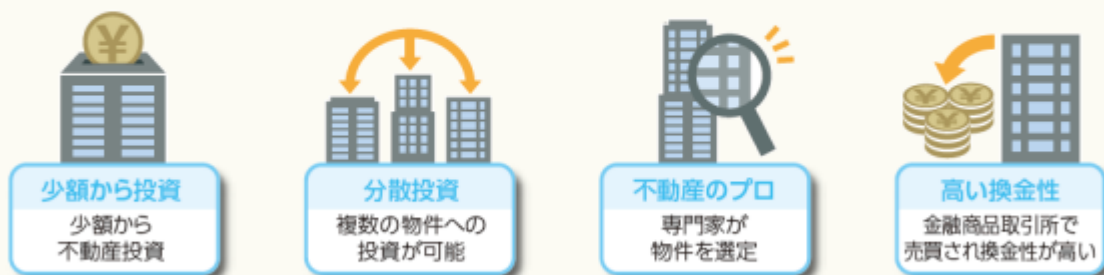 少額から投資
少額から
不動産投資
分散投資
複数の物件への
投資が可能
不動産のプロ
専門家が
物件を選定
高い換金性
金融商品取引所で
売買され換金性が高い